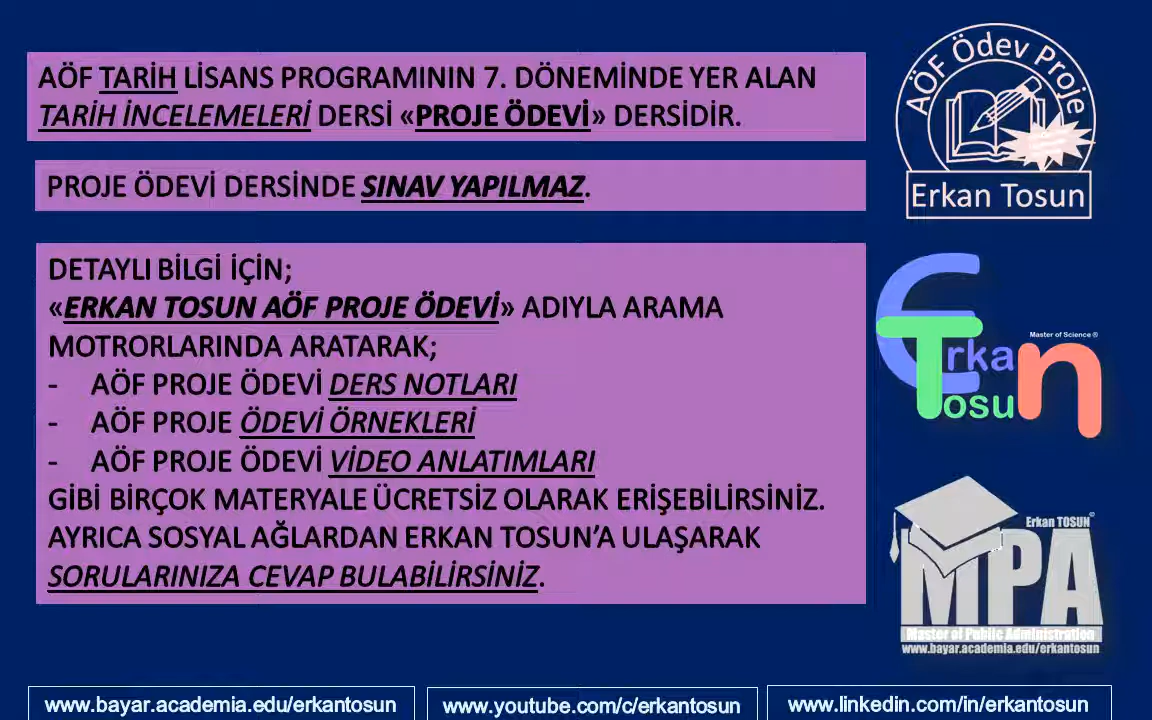 AÖF TARİH LİSANS PROGRAMININ 7. DÖNEMİNDE YER ALAN
TARİH İNCELEMELERİ DERSİ «PROJE ÖDEVİ» DERSİDİR.
PROJE ÖDEVİ DERSİNDE SINAV YAPILMAZ.
DETAYLI BİLGİ İÇİN;
«ERKAN TOSUN AÖF PROJE ÖDEVİ» ADIYLA ARAMA
MOTRORLARINDA ARATARAK;
- AÖF PROJE ÖDEVİ DERS NOTLARI
- AÖF PROJE ÖDEVİ ÖRNEKLERİ
- AÖF PROJE ÖDEVİ VİDEO ANLATIMLARI
GİBİ BİRÇOK MATERYALE ÜCRETSİZ OLARAK ERİŞEBİLİRSİNİZ.
AYRICA SOSYAL AĞLARDAN ERKAN TOSUN'A ULAŞARAK
SORULARINIZA CEVAP BULABİLİRSİNİZ.
AÖF Ödev Proje
Erkan Tosun
Master of Science ®
Erkan
Tosun
Erkan TOSUN©
MPA
Master of Public Administration
www.bayar.academia.edu/erkantosun
www.bayar.academia.edu/erkantosun
www.youtube.com/c/erkantosun
www.linkedin.com/in/erkantosun